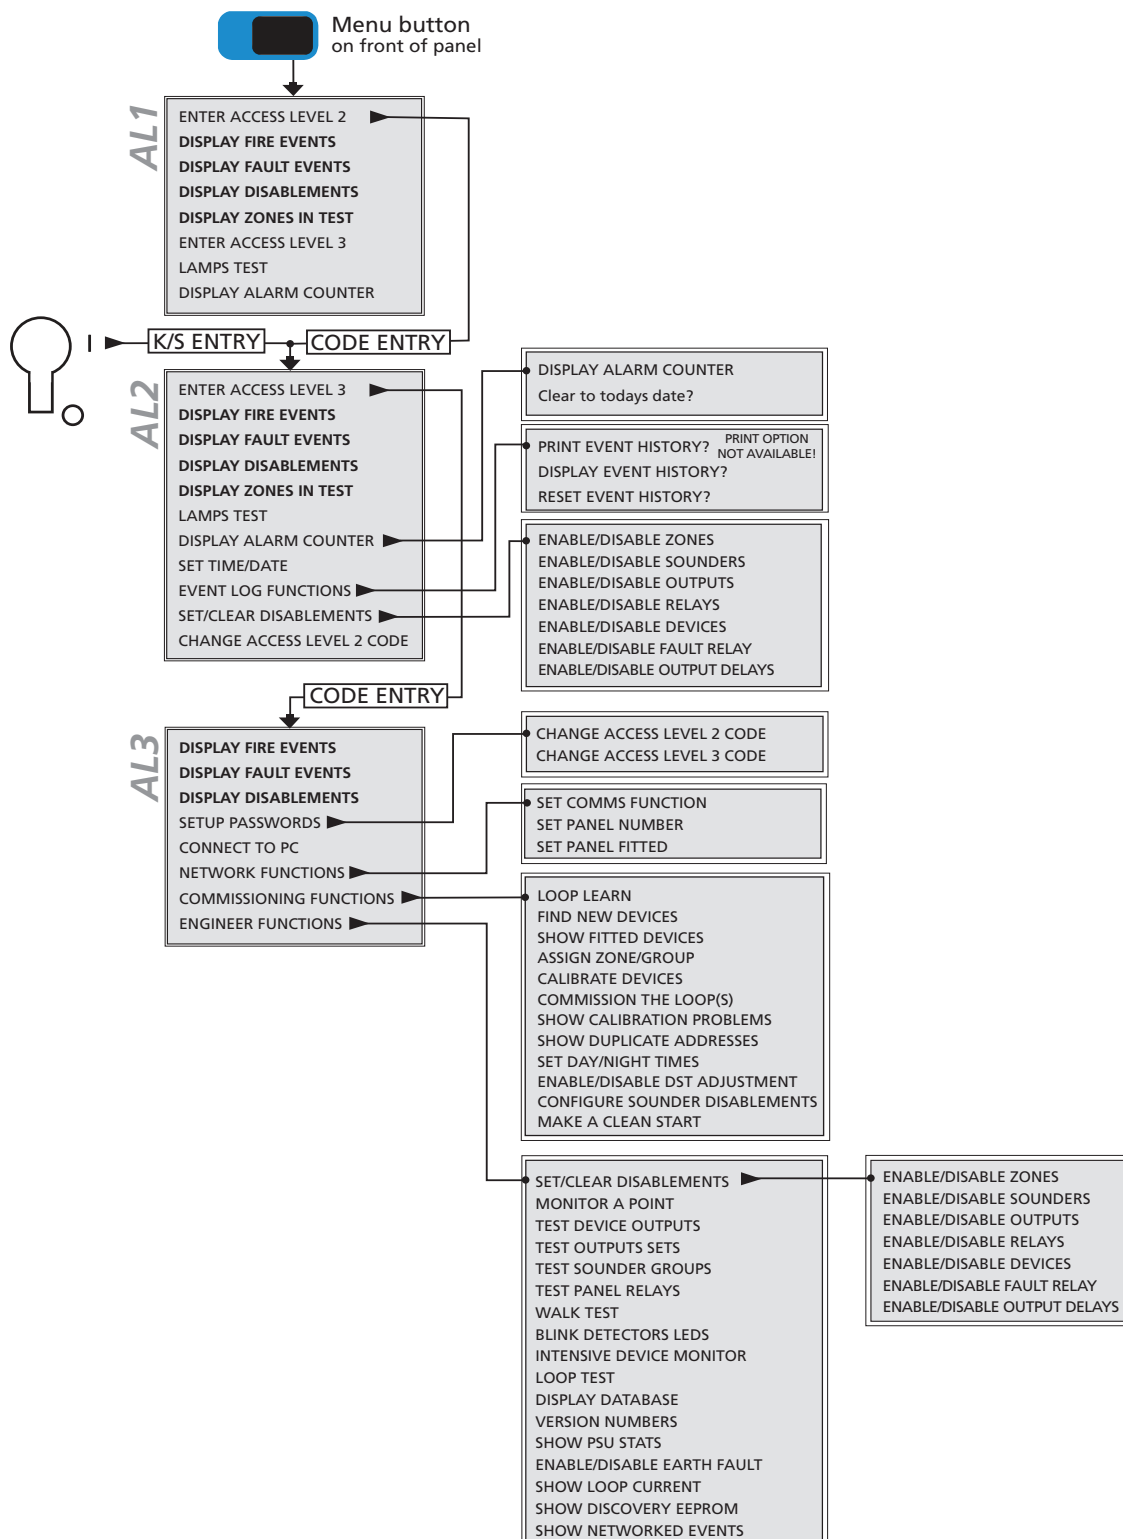 Menu button
on front of panel
AL1
ENTER ACCESS LEVEL 2
DISPLAY FIRE EVENTS
DISPLAY FAULT EVENTS
DISPLAY DISABLEMENTS
DISPLAY ZONES IN TEST
ENTER ACCESS LEVEL 3
LAMPS TEST
DISPLAY ALARM COUNTER
I
K/S ENTRY
CODE ENTRY
AL2
ENTER ACCESS LEVEL 3
DISPLAY FIRE EVENTS
DISPLAY FAULT EVENTS
DISPLAY DISABLEMENTS
DISPLAY ZONES IN TEST
LAMPS TEST
DISPLAY ALARM COUNTER
SET TIME/DATE
EVENT LOG FUNCTIONS
SET/CLEAR DISABLEMENTS
CHANGE ACCESS LEVEL 2 CODE
DISPLAY ALARM COUNTER
Clear to todays date?
PRINT EVENT HISTORY?
PRINT OPTION
NOT AVAILABLE!
DISPLAY EVENT HISTORY?
RESET EVENT HISTORY?
ENABLE/DISABLE ZONES
ENABLE/DISABLE SOUNDERS
ENABLE/DISABLE OUTPUTS
ENABLE/DISABLE RELAYS
ENABLE/DISABLE DEVICES
ENABLE/DISABLE FAULT RELAY
ENABLE/DISABLE OUTPUT DELAYS
CODE ENTRY
AL3
DISPLAY FIRE EVENTS
DISPLAY FAULT EVENTS
DISPLAY DISABLEMENTS
SETUP PASSWORDS
CONNECT TO PC
NETWORK FUNCTIONS
COMMISSIONING FUNCTIONS
ENGINEER FUNCTIONS
CHANGE ACCESS LEVEL 2 CODE
CHANGE ACCESS LEVEL 3 CODE
SET COMMS FUNCTION
SET PANEL NUMBER
SET PANEL FITTED
LOOP LEARN
FIND NEW DEVICES
SHOW FITTED DEVICES
ASSIGN ZONE/GROUP
CALIBRATE DEVICES
COMMISSION THE LOOP(S)
SHOW CALIBRATION PROBLEMS
SHOW DUPLICATE ADDRESSES
SET DAY/NIGHT TIMES
ENABLE/DISABLE DST ADJUSTMENT
CONFIGURE SOUNDER DISABLEMENTS
MAKE A CLEAN START
SET/CLEAR DISABLEMENTS
MONITOR A POINT
TEST DEVICE OUTPUTS
TEST OUTPUTS SETS
TEST SOUNDER GROUPS
TEST PANEL RELAYS
WALK TEST
BLINK DETECTORS LEDS
INTENSIVE DEVICE MONITOR
LOOP TEST
DISPLAY DATABASE
VERSION NUMBERS
SHOW PSU STATS
ENABLE/DISABLE EARTH FAULT
SHOW LOOP CURRENT
SHOW DISCOVERY EEPROM
SHOW NETWORKED EVENTS
ENABLE/DISABLE ZONES
ENABLE/DISABLE SOUNDERS
ENABLE/DISABLE OUTPUTS
ENABLE/DISABLE RELAYS
ENABLE/DISABLE DEVICES
ENABLE/DISABLE FAULT RELAY
ENABLE/DISABLE OUTPUT DELAYS